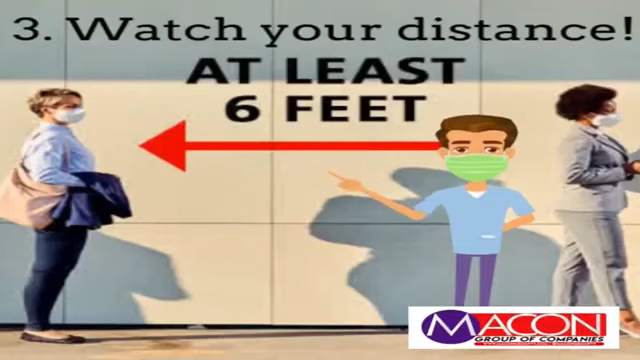 3. Watch your distance!
AT LEAST
6 FEET
MACON
GROUP OF COMPANIES